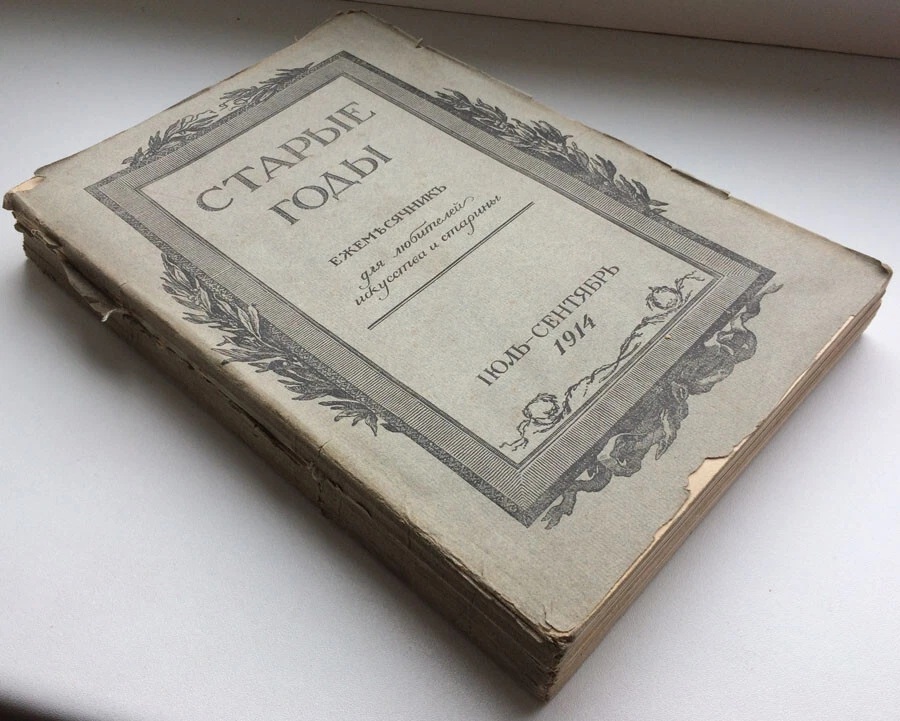 СТАРЫЕ
ГОДЫ
ЕЖЕМѢСЯЧНИКЪ
для любителей
искусства и старины
ІЮЛЬ-СЕНТЯБРЬ
1914